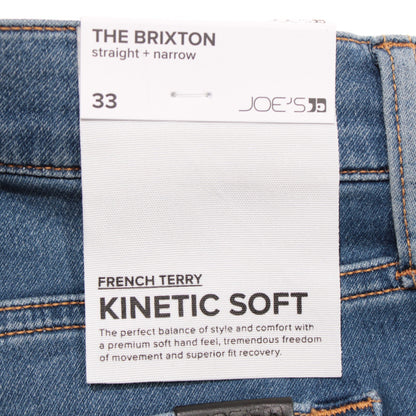 THE BRIXTON
straight + narrow
33
JOE'S
FRENCH TERRY
KINETIC SOFT
The perfect balance of style and comfort with
a premium soft hand feel, tremendous freedom
of movement and superior fit recovery.